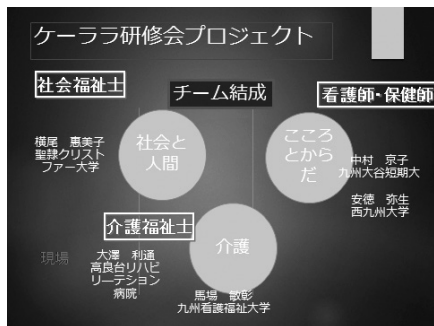 ケーララ研修会プロジェクト
社会福祉士
チーム結成
看護師・保健師
横尾 恵美子
聖隷クリスト
ファー大学
社会と
人間
こころ
とから
だ
中村 京子
九州大谷短期大
安徳 弥生
西九州大学
介護福祉士
介護
現場
大澤 利通
高良台リハビ
リーテション
病院
馬場 敏彰
九州看護福祉大学